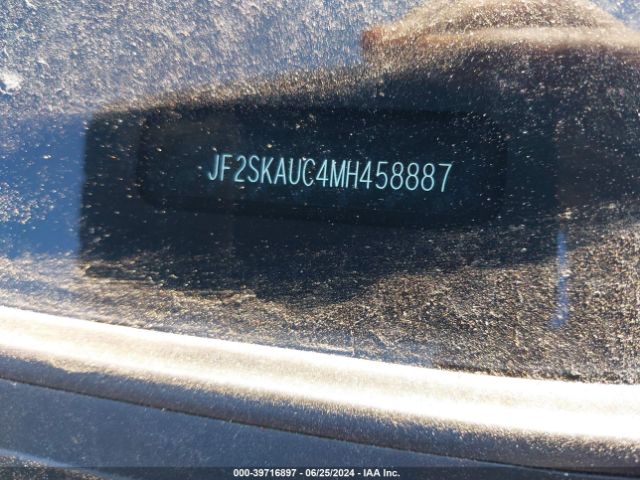 JF2SKAUC4MH458887
000-39716897 - 06/25/2024 - IAA Inc.